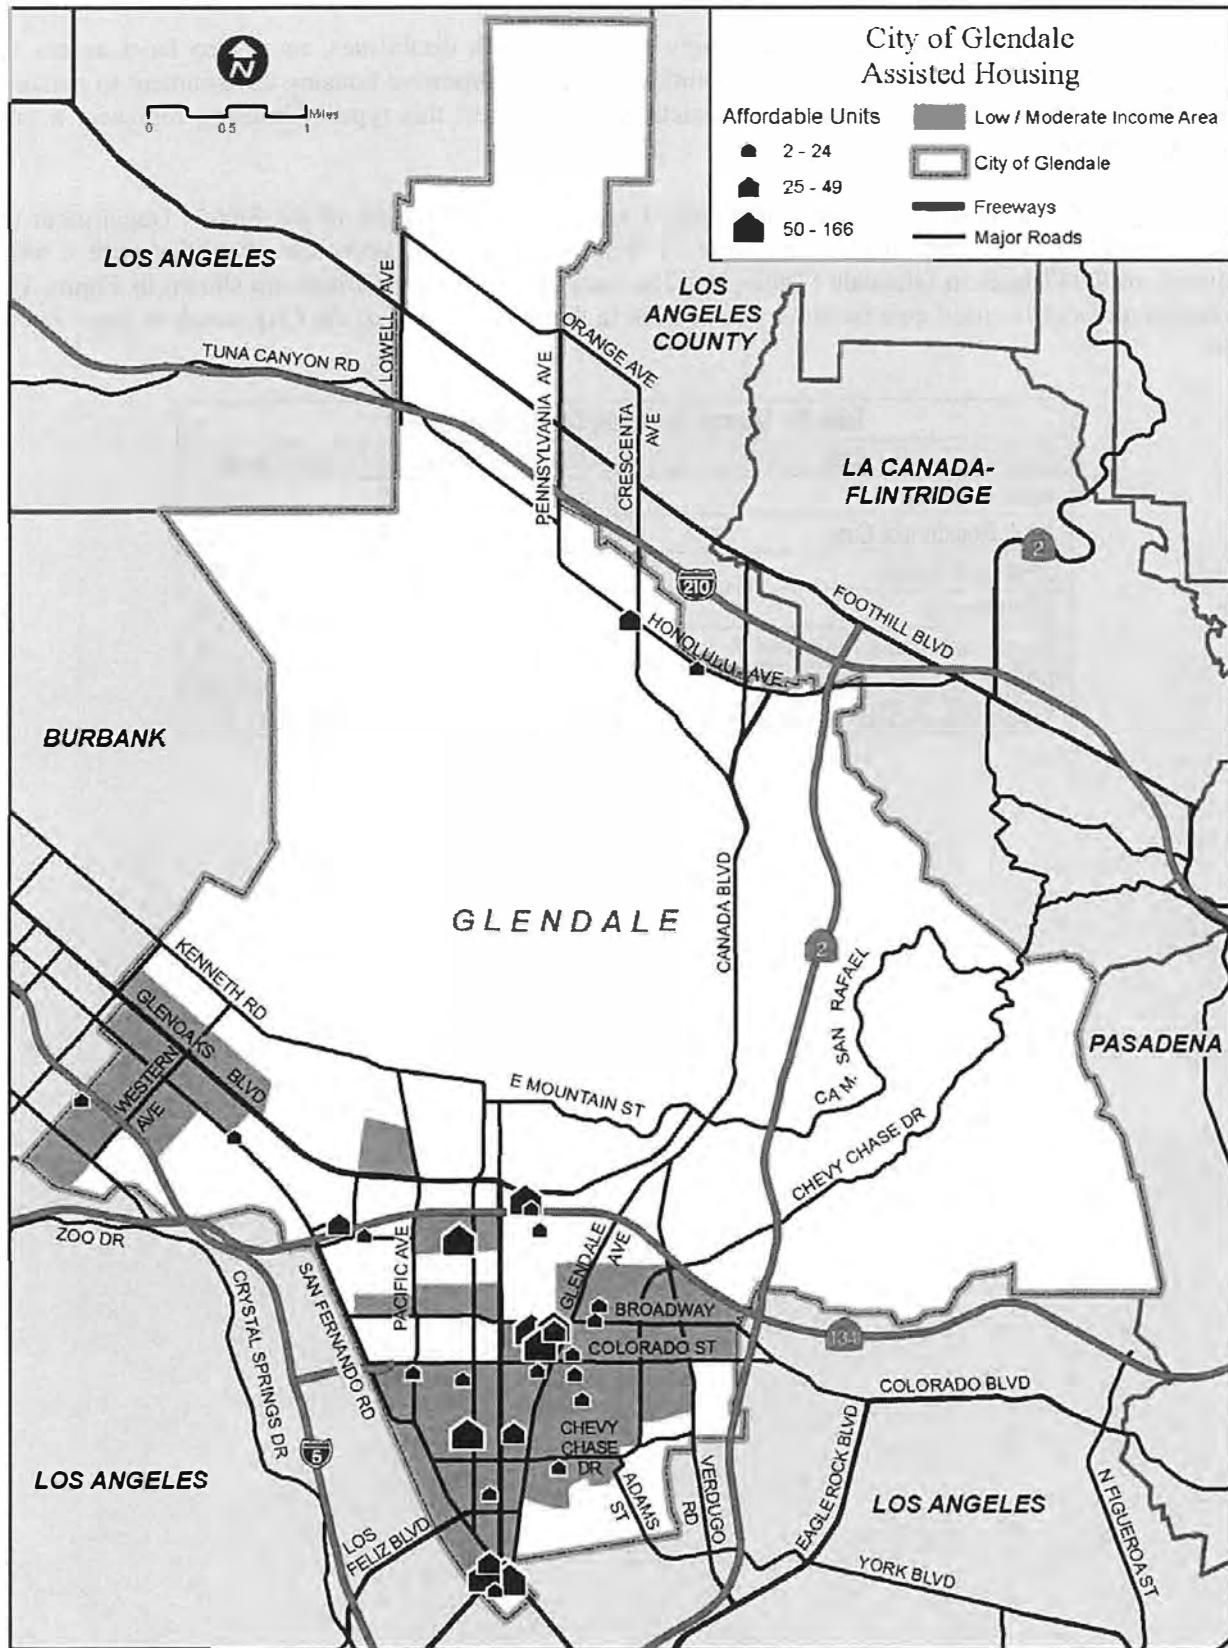 City of Glendale
Assisted Housing
Affordable Units
2 - 24
25 - 49
50 - 166
Low / Moderate Income Area
City of Glendale
Freeways
Major Roads
N
0 0.5 1 Miles
LOS ANGELES
LOWELL AVE
TUNA CANYON RD
ORANGE AVE
LOS
ANGELES
COUNTY
PENNSYLVANIA AVE
CRESCENTA
AVE
LA CANADA-
FLINTRIDGE
2
210
FOOTHILL BLVD
HONOLULU AVE
BURBANK
GLENDALE
CANADA BLVD
2
CAM. SAN RAFAEL
KENNETH RD
GLENOAKS BLVD
WESTERN
AVE
PASADENA
E MOUNTAIN ST
CHEVY CHASE DR
ZOO DR
CRYSTAL SPRINGS DR
SAN FERNANDO RD
PACIFIC AVE
GLENDALE
AVE
BROADWAY
COLORADO ST
134
COLORADO BLVD
5
CHEVY
CHASE
DR
LOS ANGELES
LOS
FELIZ BLVD
ADAMS
ST
VERDUGO
RD
EAGLE ROCK BLVD
LOS ANGELES
N FIGUEROA ST
YORK BLVD